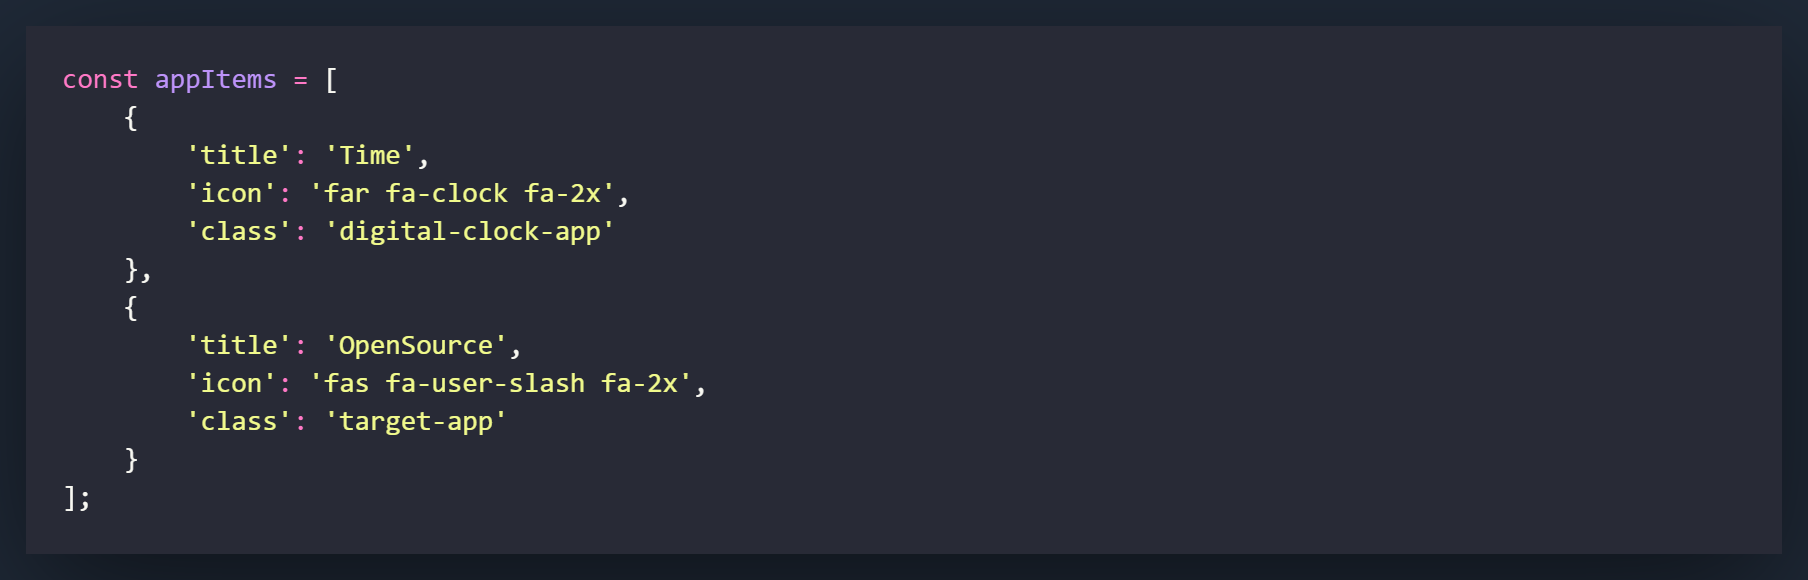 const appItems = [
    {
        'title': 'Time',
        'icon': 'far fa-clock fa-2x',
        'class': 'digital-clock-app'
    },
    {
        'title': 'OpenSource',
        'icon': 'fas fa-user-slash fa-2x',
        'class': 'target-app'
    }
];